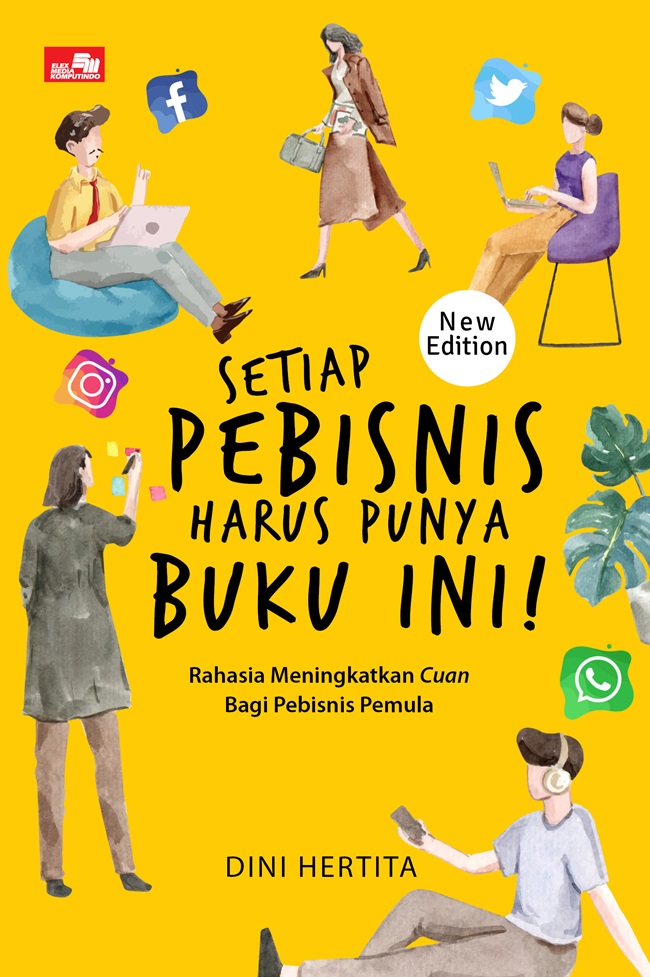 ELEX
MEDIA
KOMPUTINDO
New
Edition
SETIAP
PEBISNIS
HARUS PUNYA
BUKU INI!
Rahasia Meningkatkan Cuan
Bagi Pebisnis Pemula
DINI HERTITA